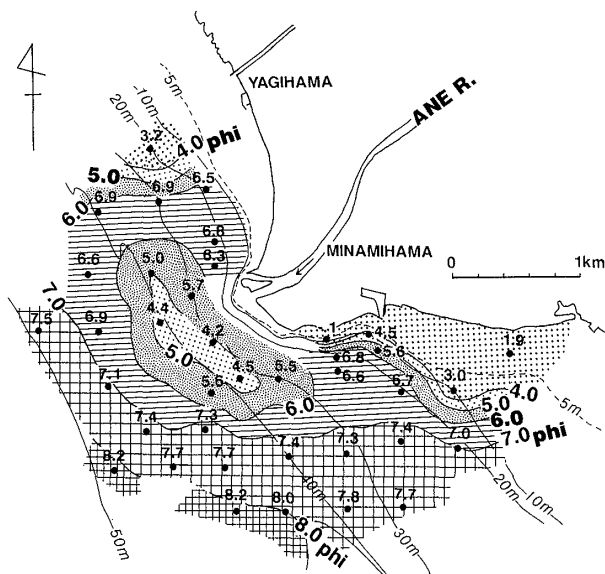 5m
10m
20m
YAGIHAMA
ANE R.
3.2
4.0 phi
5.0
6.9
6.9
6.5
6.0
6.8
6.3
MINAMIHAMA
0
1km
6.6
5.0
5.7
7.0
7.5
6.9
4.4
4.2
1
4.5
1.9
5.0
6.8
5.6
6.6
7.1
5.6
4.5
5.5
6.7
3.0
4.0
5.0
6.0
6.0
7.0 phi
5m
7.4
7.3
7.4
7.3
7.4
7.0
8.2
7.7
7.7
20m
10m
40m
8.2
8.0
7.8
7.7
8.0 phi
30m
50m